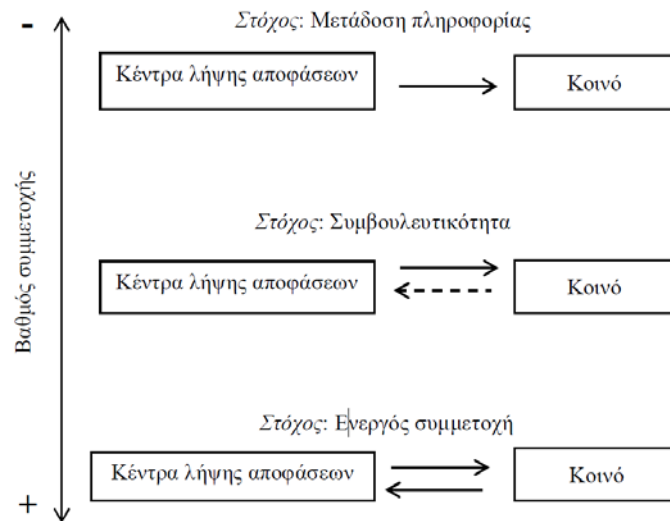 -
Στόχος: Μετάδοση πληροφορίας
Κέντρα λήψης αποφάσεων
Κοινό
Βαθμός συμμετοχής
Στόχος: Συμβουλευτικότητα
Κέντρα λήψης αποφάσεων
Κοινό
Στόχος: Ενεργός συμμετοχή
Κέντρα λήψης αποφάσεων
Κοινό
+